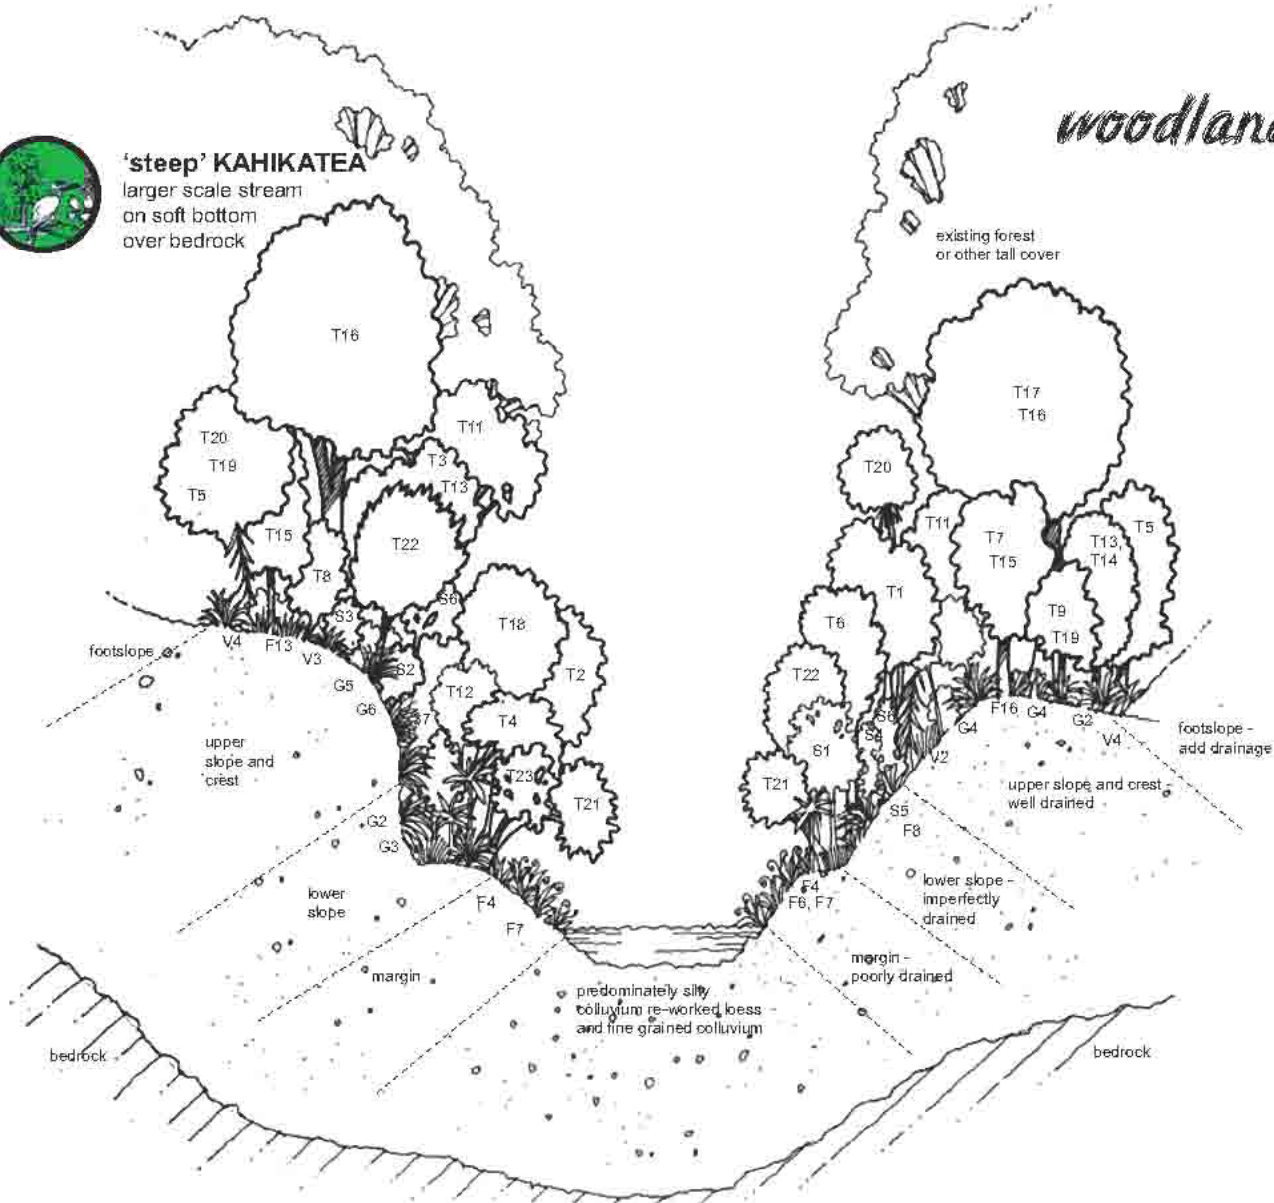 woodland
'steep' KAHIKATEA
larger scale stream
on soft bottom
over bedrock
existing forest
or other tall cover
T16
T17
T16
T11
T20
T19
T5
T3
T13
T20
T15
T22
T8
T11
T7
T15
T13,
T14
T5
S3
S6
T18
T1
T6
T9
T19
footslope
V4
F13
V3
G5
S2
T2
T12
T22
G6
S7
T4
S6
S4
S1
F16
G4
G4
G2
V4
V2
footslope -
add drainage
upper
slope and
crest
T23
T21
T21
upper slope and crest -
well drained
G2
G3
S5
F8
lower
slope
F4
F7
F4
F6, F7
lower slope -
imperfectly
drained
margin
margin -
poorly drained
predominately silty
colluvium re-worked loess
and fine grained colluvium
bedrock
bedrock